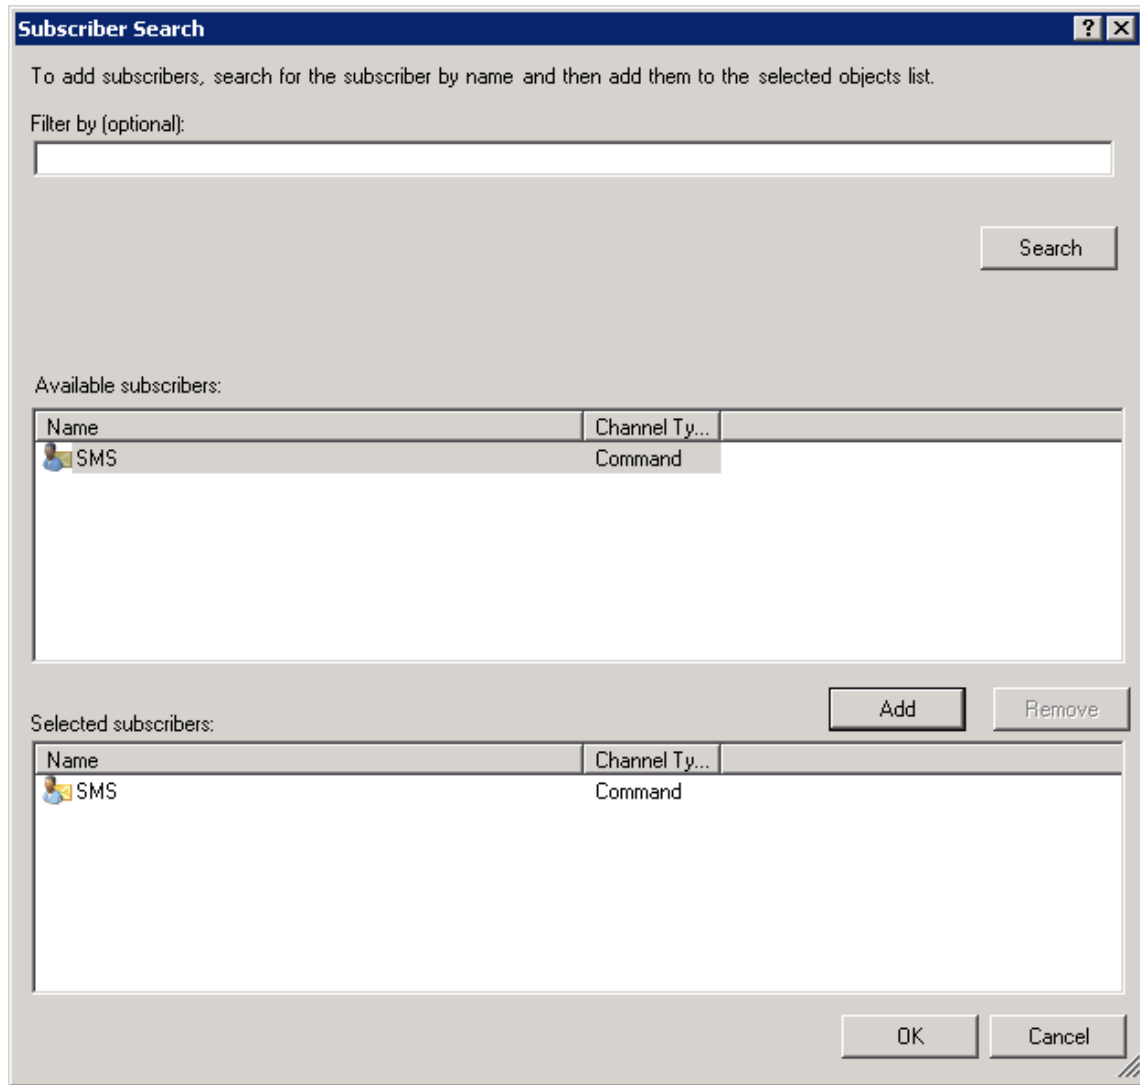 Subscriber Search
To add subscribers, search for the subscriber by name and then add them to the selected objects list.
Filter by (optional):
Search
Available subscribers:
Name Channel Ty...
SMS Command
Add Remove
Selected subscribers:
Name Channel Ty...
SMS Command
OK Cancel